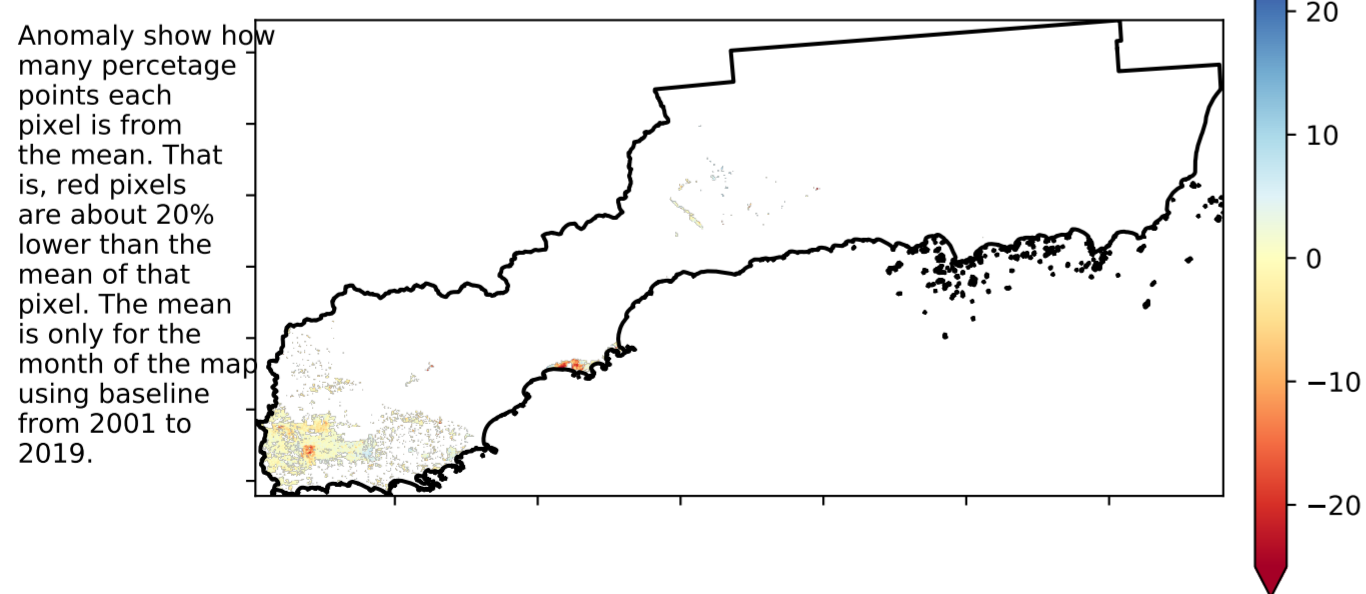 Anomaly show how
many percetage
points each
pixel is from
the mean. That
is, red pixels
are about 20%
lower than the
mean of that
pixel. The mean
is only for the
month of the map
using baseline
from 2001 to
2019.
20
10
0
−10
−20